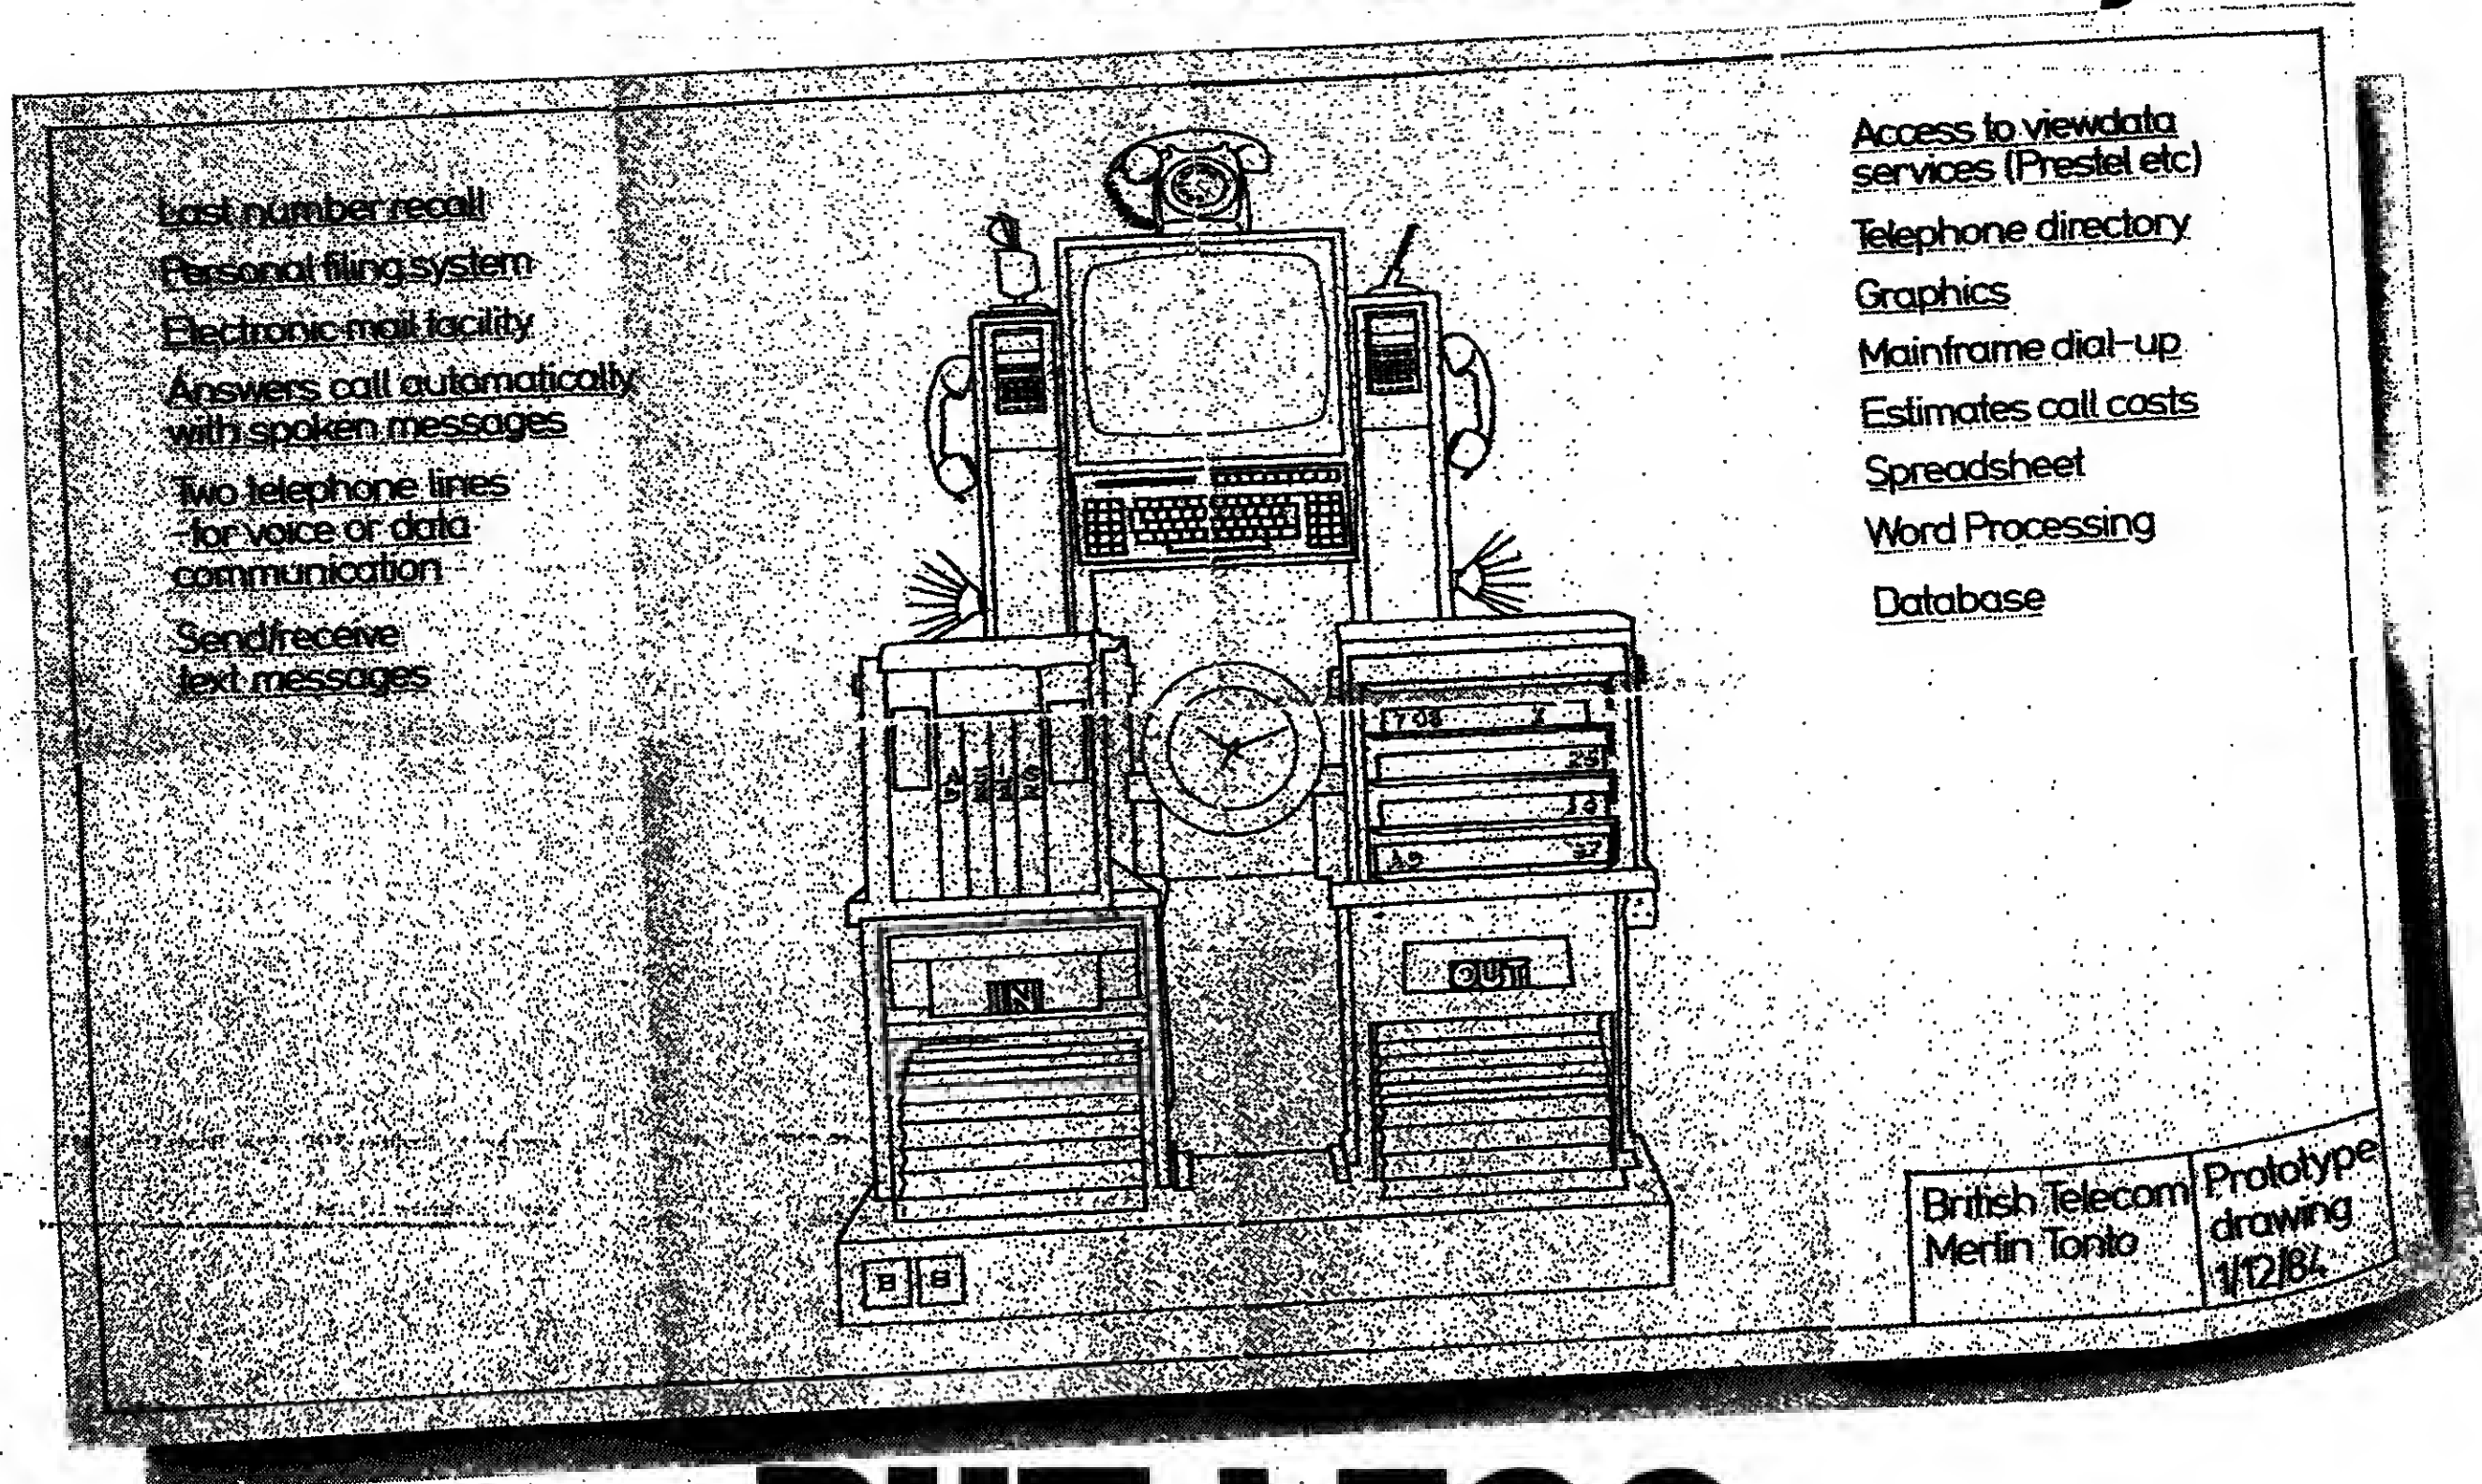 Last number recall
Personal filing system
Electronic mail facility
Answers call automatically
with spoken messages
Two telephone lines
-for voice or data
communication
Send/receive
text messages
Access to viewdata
services (Prestel etc)
Telephone directory
Graphics
Mainframe dial-up
Estimates call costs
Spreadsheet
Word Processing
Database
IN
OUT
British Telecom
Merlin Tonto
Prototype
drawing
1/12/84